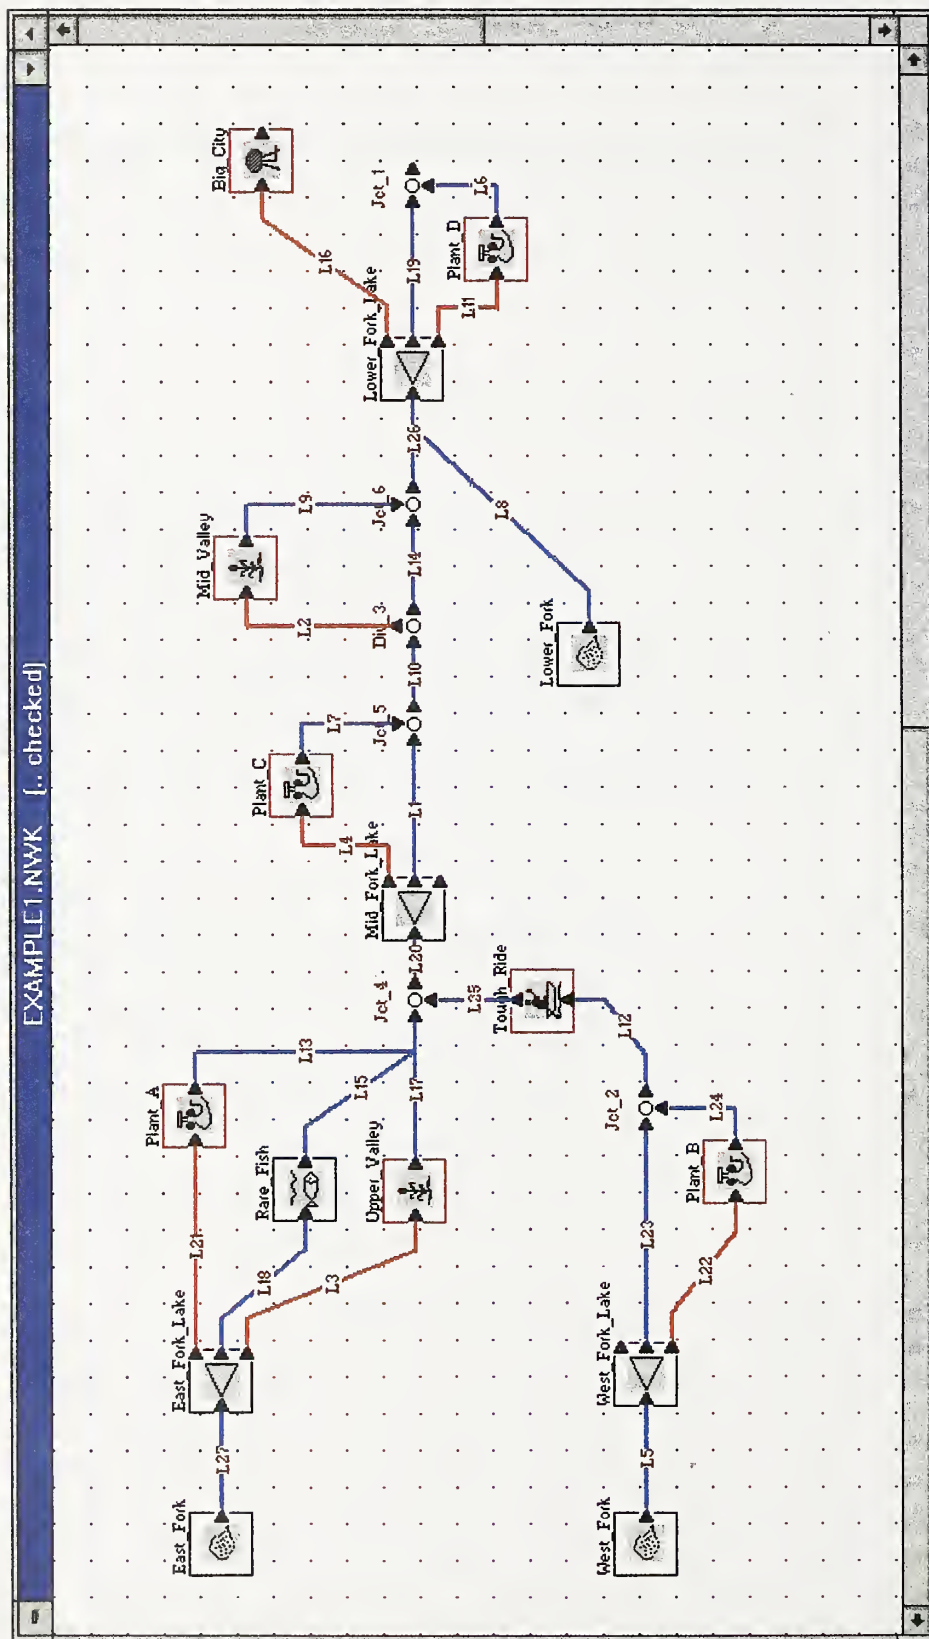 EXAMPLE1.NWK [.. checked]
East_Fork
L27
East_Fork_Lake
L21
L18
L3
Plant_A
Rare_Fish
Upper_Valley
L13
L15
L17
Jct_4
L20
Mid_Fork_Lake
L4
L1
Plant_C
L7
Jct_5
L10
Div_3
L2
Mid_Valley
L9
L14
Jct_6
L26
L8
Lower_Fork
Lower_Fork_Lake
L16
Big_City
L19
L11
Plant_D
L6
Jct_1
West_Fork
L5
West_Fork_Lake
L23
L22
Plant_B
L24
Jct_2
L12
Tough_Ride
L25